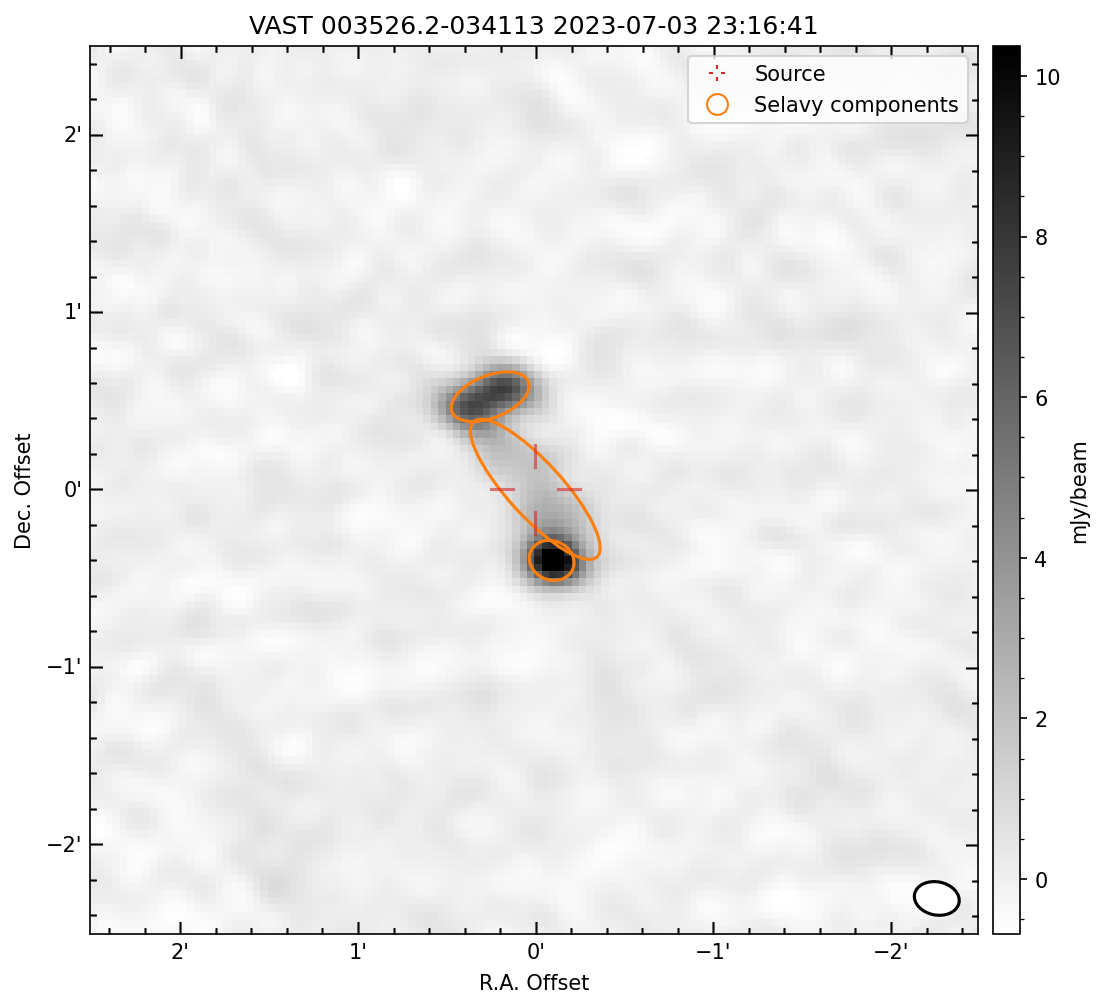 VAST 003526.2-034113 2023-07-03 23:16:41
Source
Selavy components
2'
1'
0'
−1'
−2'
Dec. Offset
2'
1'
0'
−1'
−2'
R.A. Offset
10
8
6
4
2
0
mJy/beam